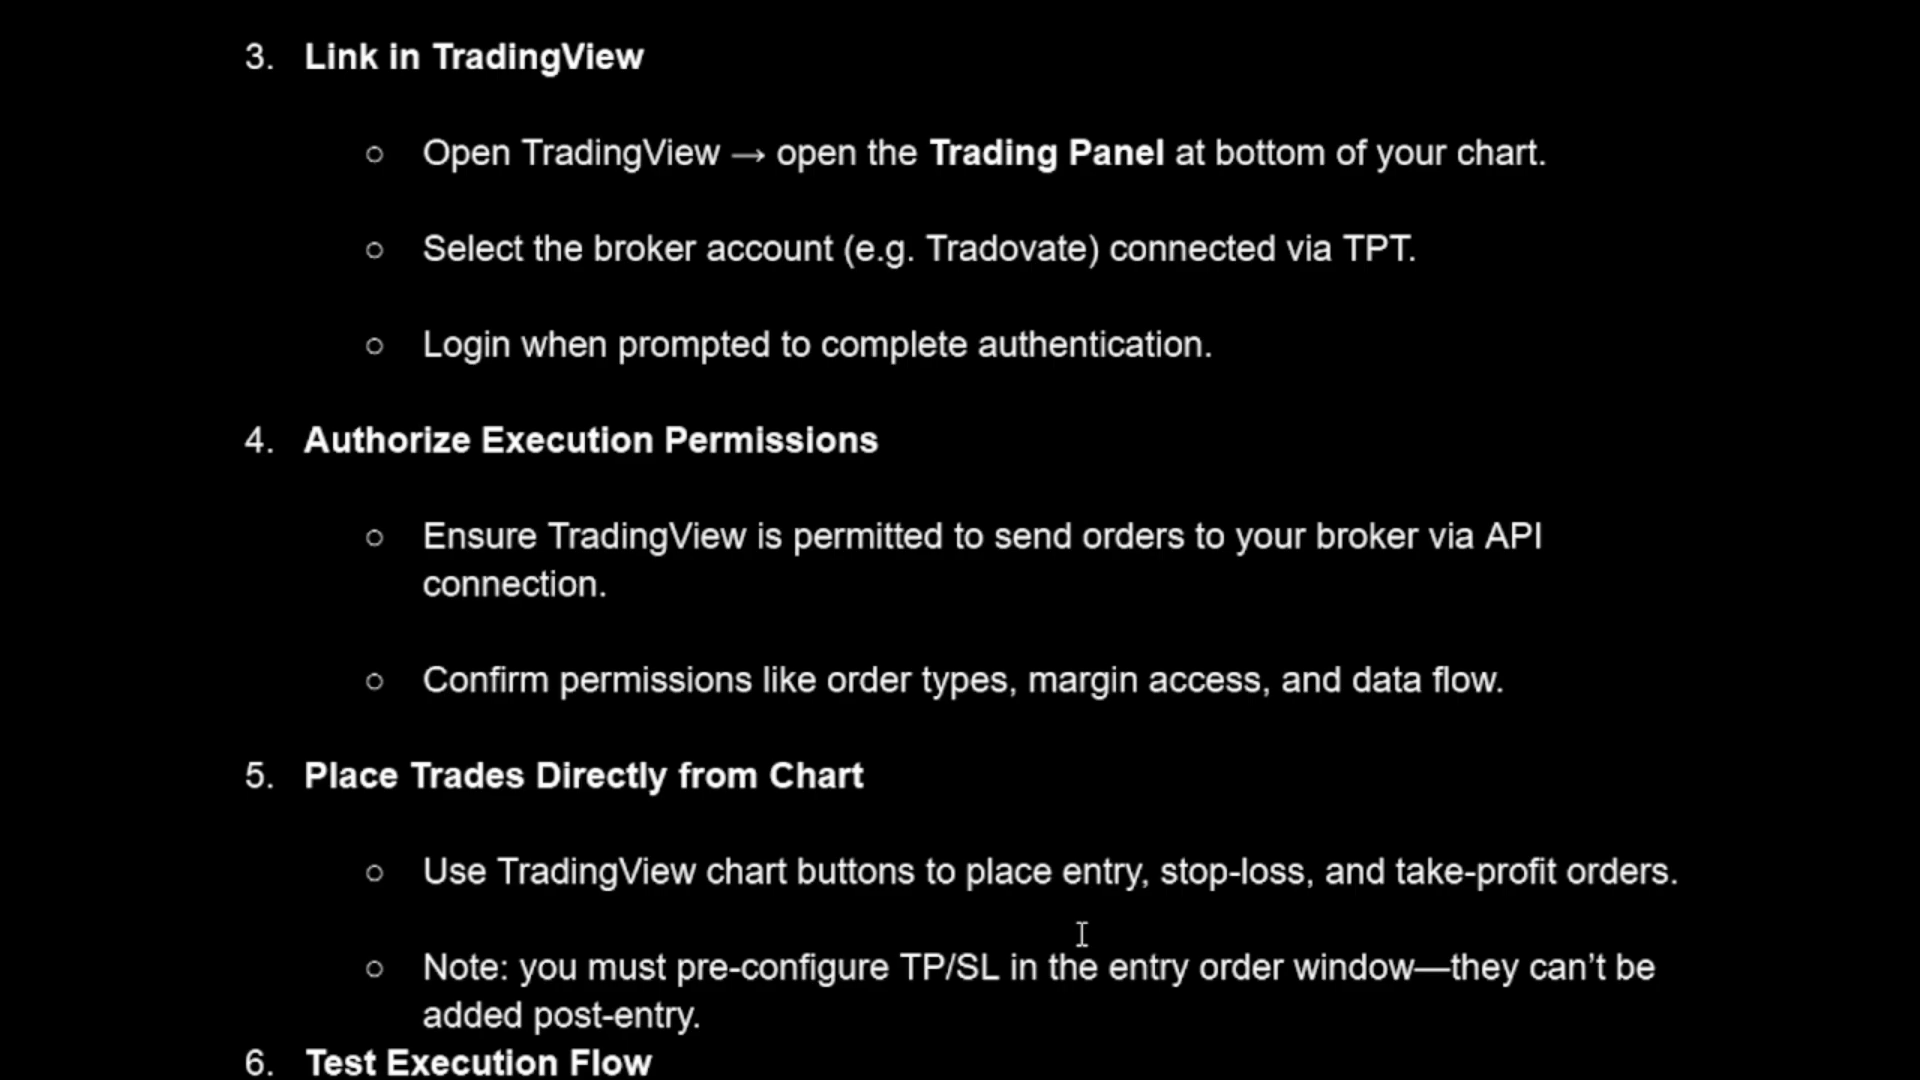 3. Link in TradingView
○ Open TradingView → open the Trading Panel at bottom of your chart.
○ Select the broker account (e.g. Tradovate) connected via TPT.
○ Login when prompted to complete authentication.
4. Authorize Execution Permissions
○ Ensure TradingView is permitted to send orders to your broker via API
connection.
○ Confirm permissions like order types, margin access, and data flow.
5. Place Trades Directly from Chart
○ Use TradingView chart buttons to place entry, stop-loss, and take-profit orders.
○ Note: you must pre-configure TP/SL in the entry order window—they can’t be
added post-entry.
6. Test Execution Flow